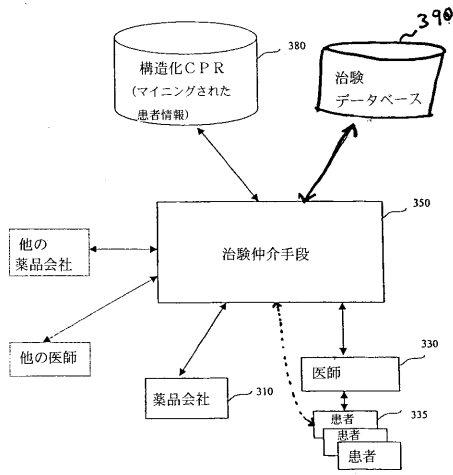 380
構造化CPR
(マイニングされた
患者情報)
390
治験
データベース
350
治験仲介手段
他の
薬品会社
他の医師
薬品会社
310
330
医師
335
患者
患者
患者